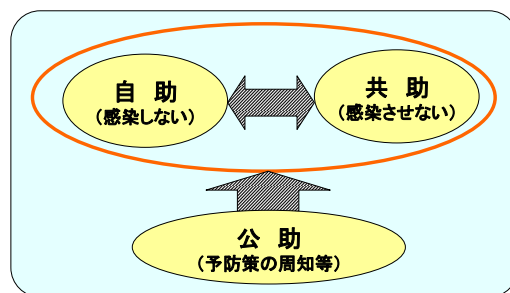 自 助
(感染しない)
共 助
(感染させない)
公 助
(予防策の周知等)